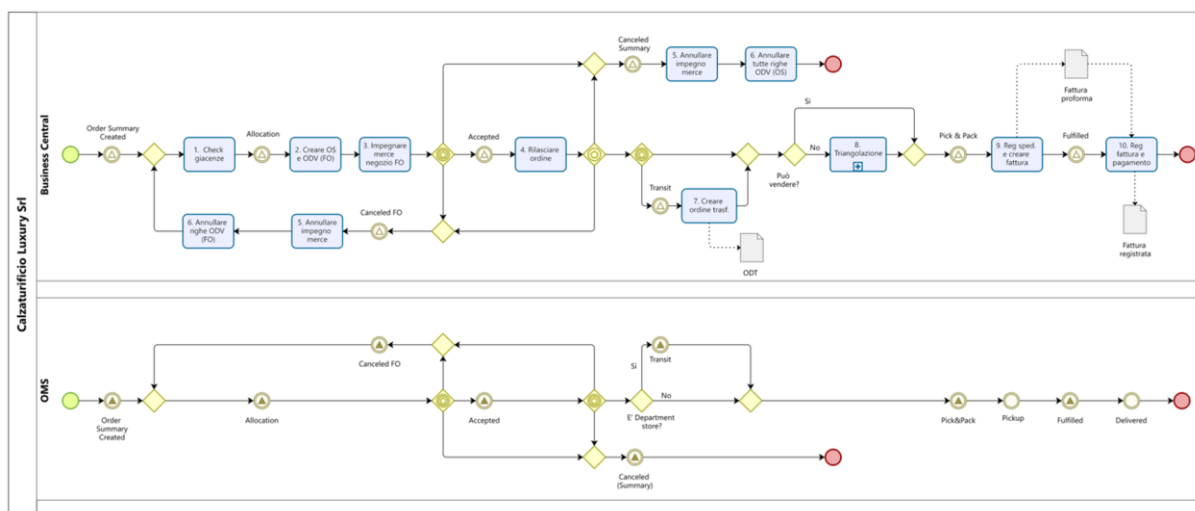 Calzaturificio Luxury Srl
Business Central
Order Summary
Created
1. Check
giacenze
Allocation
2. Creare OS
e ODV (FO)
3. Impegnare
merce
negozio FO
Accepted
4. Rilasciare
ordine
Canceled
Summary
5. Annullare
impegno
merce
6. Annullare
tutte righe
ODV (OS)
6. Annullare
righe ODV
(FO)
5. Annullare
impegno
merce
Canceled FO
Transit
7. Creare
ordine trasf.
ODT
Può
vendere?
Si
No
8.
Triangolazione
Pick & Pack
9. Reg sped.
e creare
fattura
Fattura
proforma
Fulfilled
10. Reg
fattura e
pagamento
Fattura
registrata
OMS
Order
Summary
Created
Canceled FO
Allocation
Accepted
Canceled
(Summary)
E' Department
store?
Si
No
Transit
Pick&Pack
Pickup
Fulfilled
Delivered